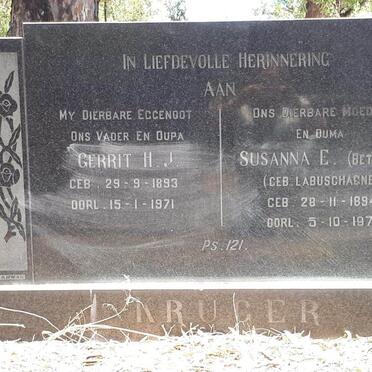 IN LIEFDEVOLLE HERINNERING
AAN
MY DIERBARE EGGENOOT
ONS VADER EN OUPA
GERRIT H. J.
GEB. 29-9-1893
OORL. 15-1-1971
ONS DIERBARE MOED
EN OUMA
SUSANNA E. (BET
(GEB. LABUSCHAGNE
GEB. 28-11-189
OORL. 5-10-197
Ps. 121.
KRUGER